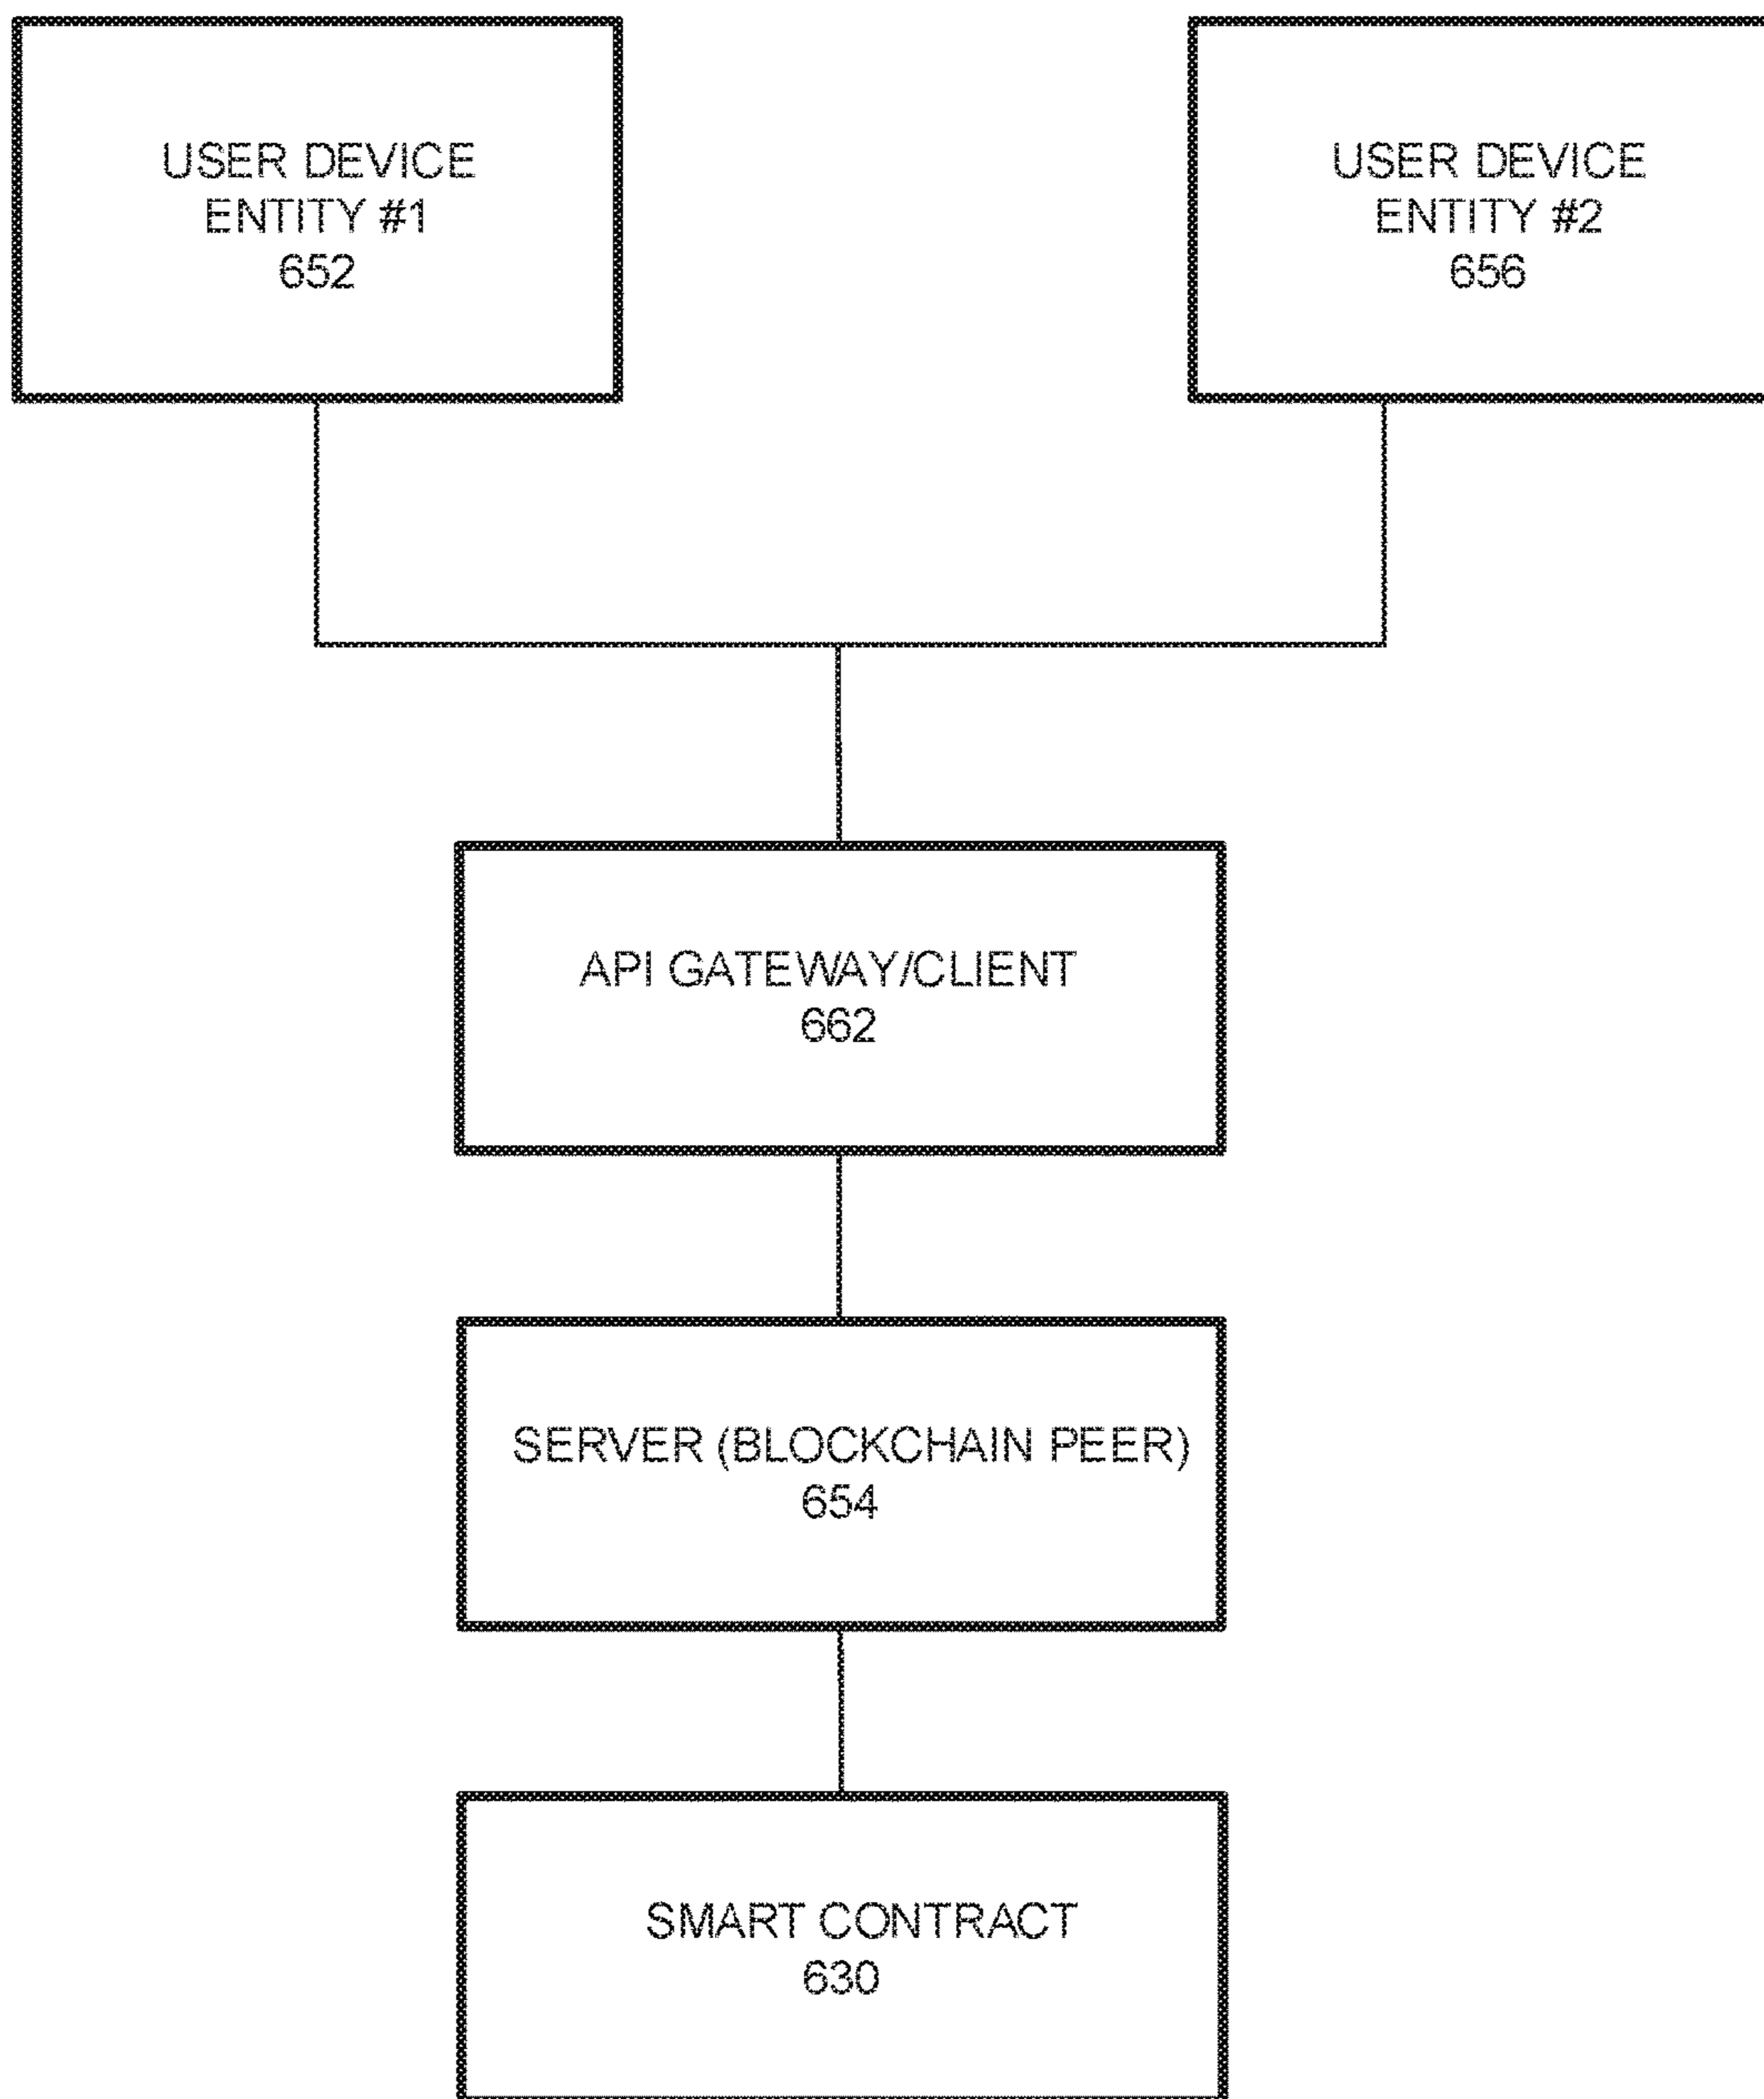 USER DEVICE
ENTITY #1
652
USER DEVICE
ENTITY #2
656
API GATEWAY/CLIENT
662
SERVER (BLOCKCHAIN PEER)
654
SMART CONTRACT
630